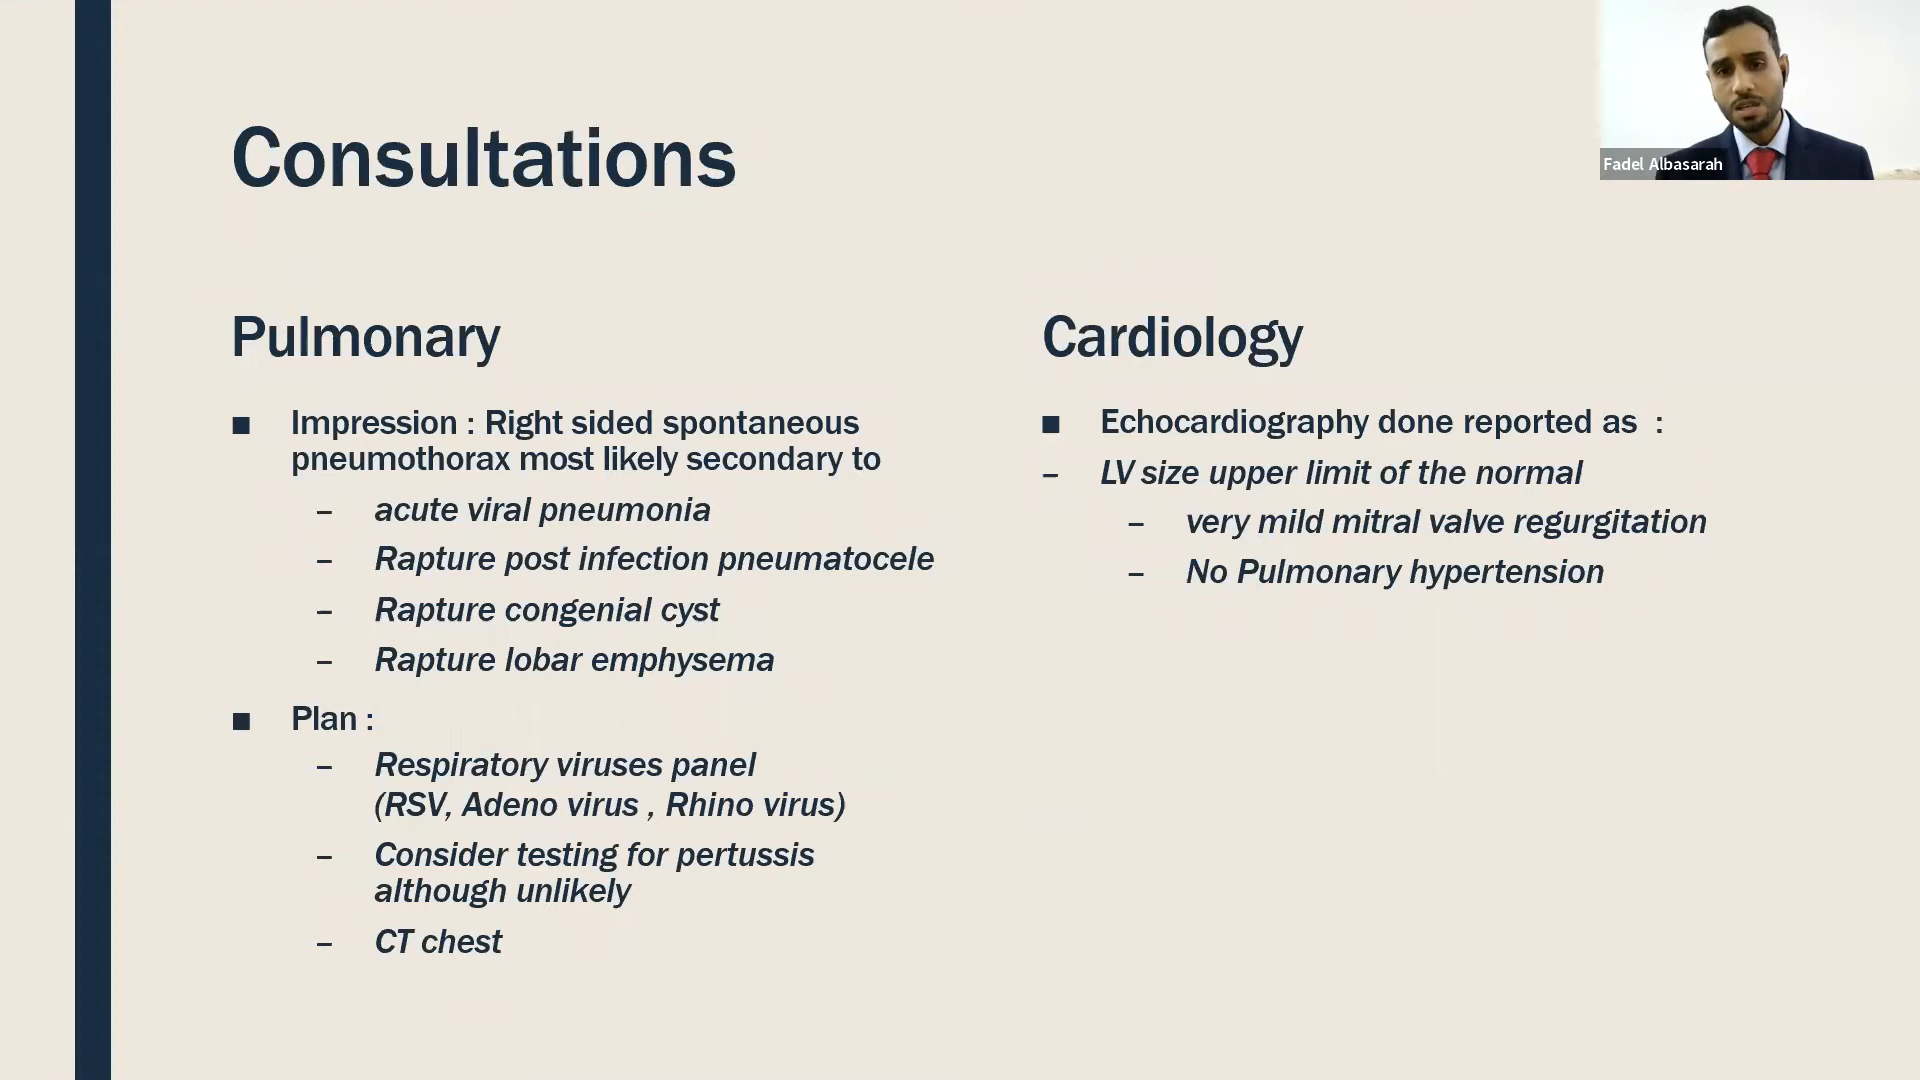 Consultations
Fadel Albasarah
Pulmonary
■ Impression : Right sided spontaneous
pneumothorax most likely secondary to
– acute viral pneumonia
– Rapture post infection pneumatocele
– Rapture congenial cyst
– Rapture lobar emphysema
■ Plan :
– Respiratory viruses panel
(RSV, Adeno virus , Rhino virus)
– Consider testing for pertussis
although unlikely
– CT chest
Cardiology
■ Echocardiography done reported as :
– LV size upper limit of the normal
– very mild mitral valve regurgitation
– No Pulmonary hypertension